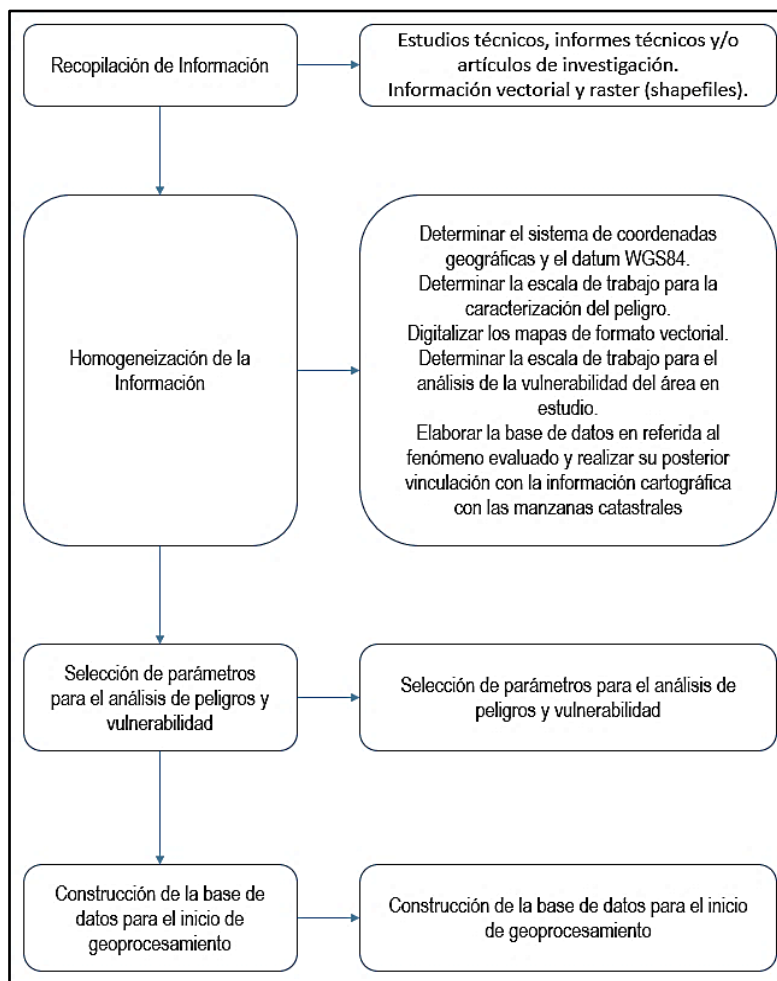 Recopilación de Información
Estudios técnicos, informes técnicos y/o
artículos de investigación.
Información vectorial y raster (shapefiles).
Homogeneización de la
Información
Determinar el sistema de coordenadas
geográficas y el datum WGS84.
Determinar la escala de trabajo para la
caracterización del peligro.
Digitalizar los mapas de formato vectorial.
Determinar la escala de trabajo para el
análisis de la vulnerabilidad del área en
estudio.
Elaborar la base de datos en referida al
fenómeno evaluado y realizar su posterior
vinculación con la información cartográfica
con las manzanas catastrales
Selección de parámetros
para el análisis de peligros y
vulnerabilidad
Selección de parámetros para el análisis de
peligros y vulnerabilidad
Construcción de la base de
datos para el inicio de
geoprocesamiento
Construcción de la base de datos para el inicio
de geoprocesamiento